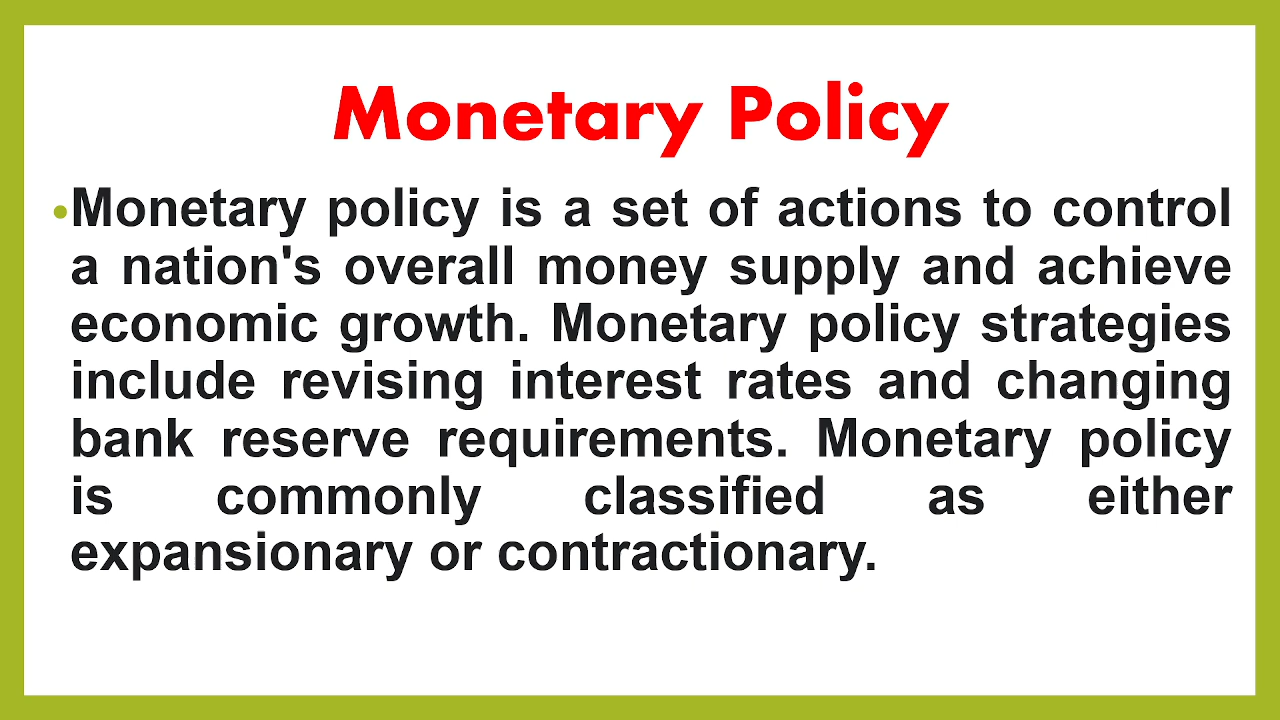 Monetary Policy
•Monetary policy is a set of actions to control
a nation's overall money supply and achieve
economic growth. Monetary policy strategies
include revising interest rates and changing
bank reserve requirements. Monetary policy
is commonly classified as either
expansionary or contractionary.